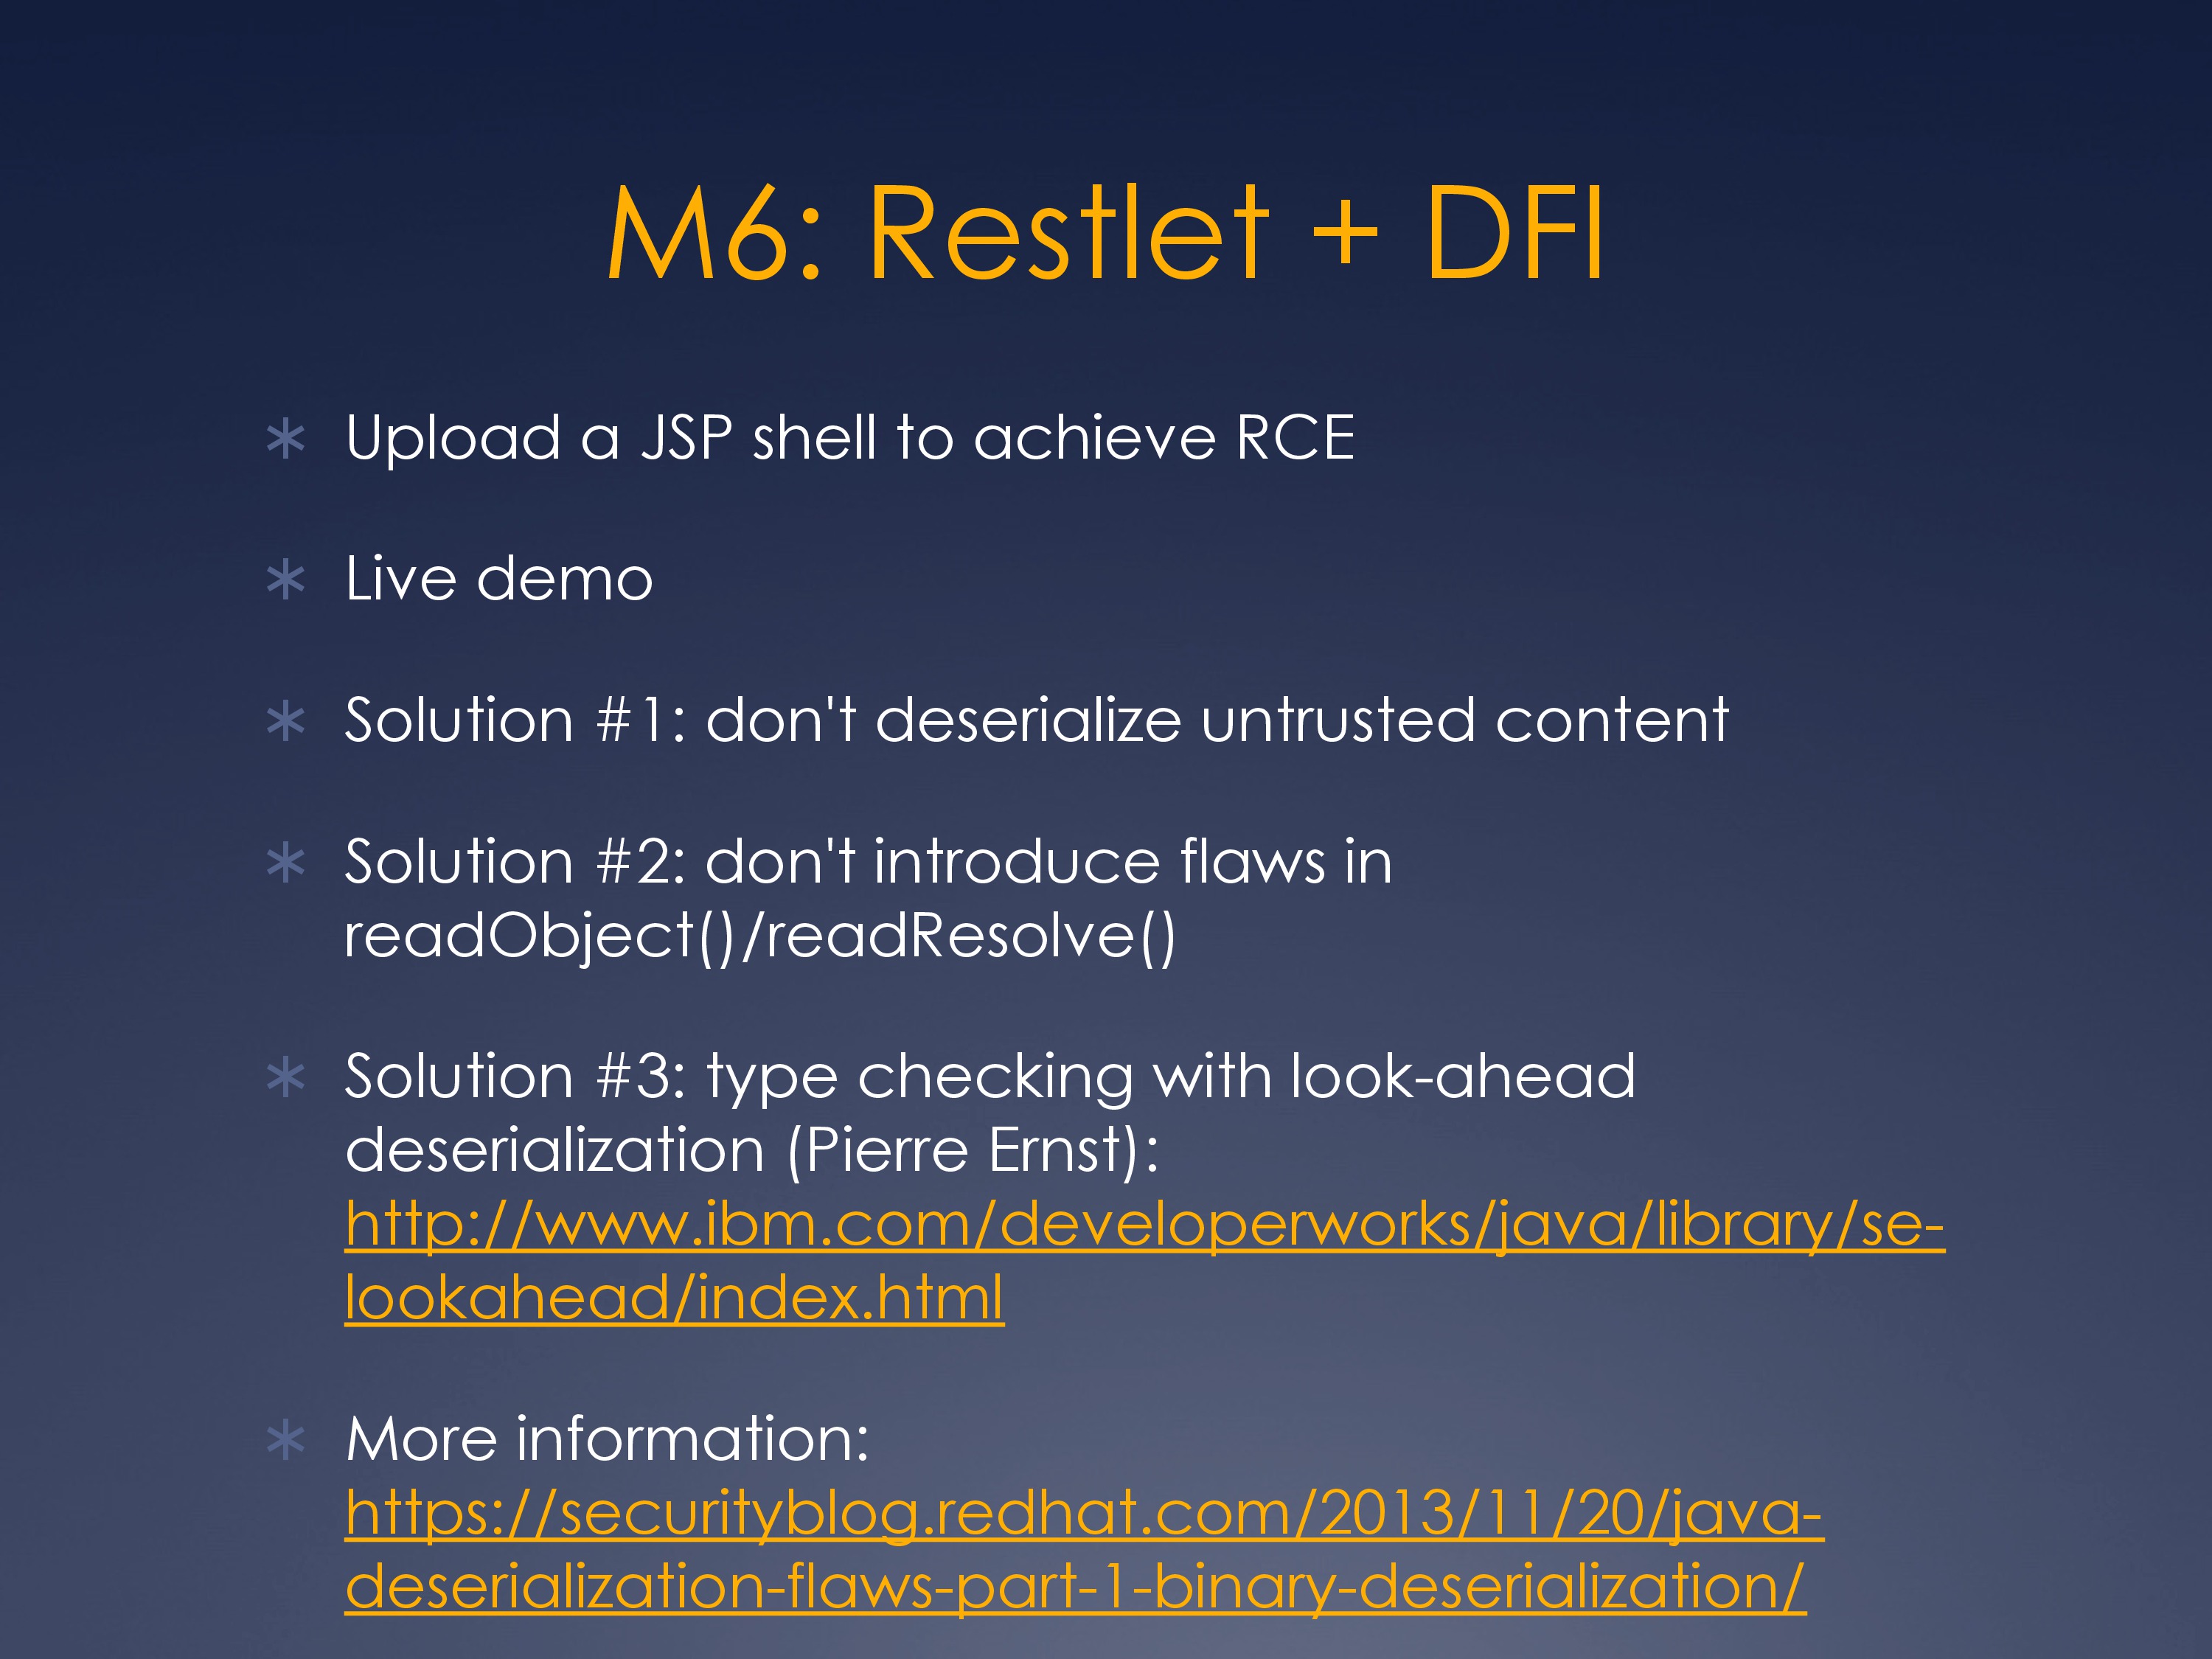 M6: Restlet + DFI
* Upload a JSP shell to achieve RCE
* Live demo
* Solution #1: don't deserialize untrusted content
* Solution #2: don't introduce flaws in
readObject()/readResolve()
* Solution #3: type checking with look-ahead
deserialization (Pierre Ernst):
http://www.ibm.com/developerworks/java/library/se-
lookahead/index.html
* More information:
https://securityblog.redhat.com/2013/11/20/java-
deserialization-flaws-part-1-binary-deserialization/